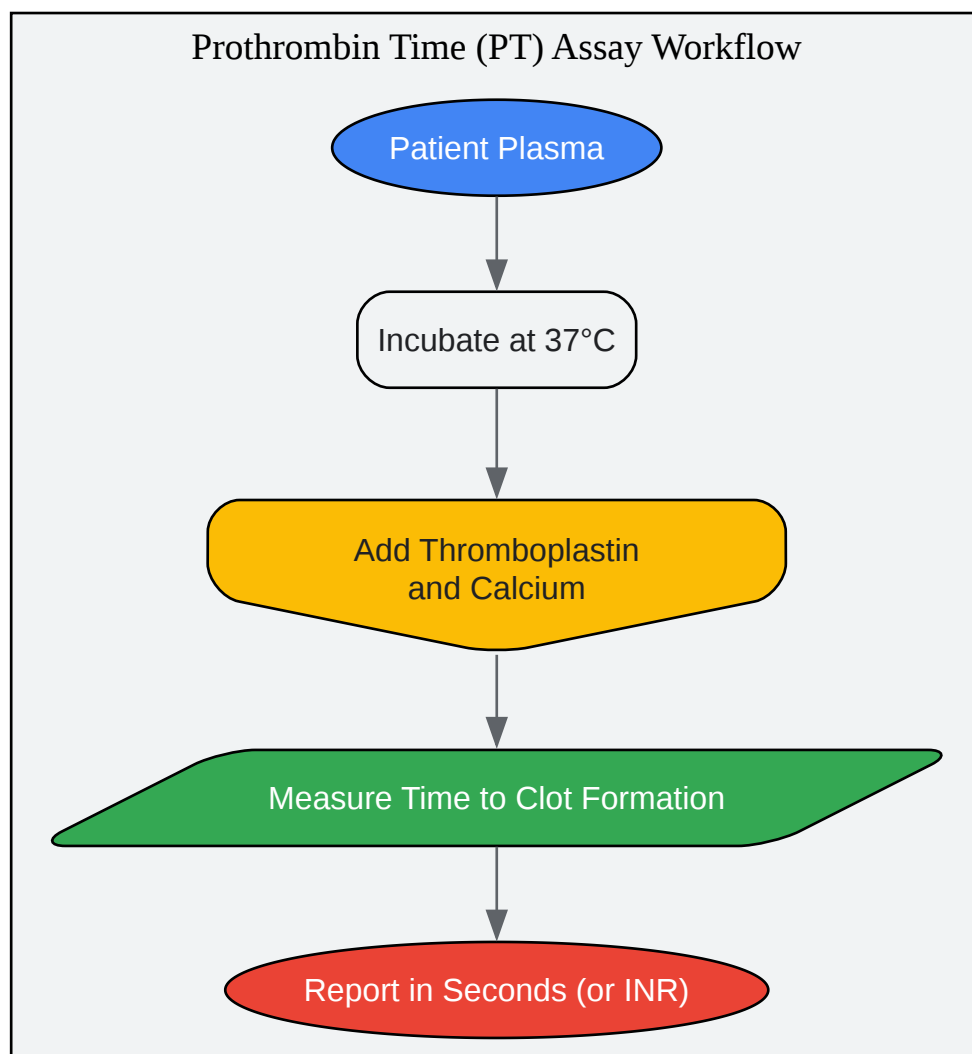 Prothrombin Time (PT) Assay Workflow
Patient Plasma
Incubate at 37°C
Add Thromboplastin
and Calcium
Measure Time to Clot Formation
Report in Seconds (or INR)